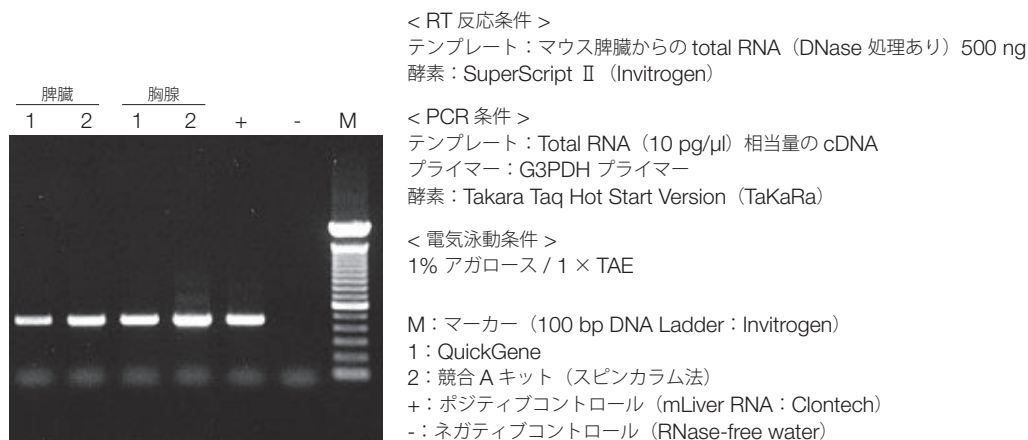 脾臓 胸腺
1 2 1 2 + - M
< RT 反応条件 >
テンプレート：マウス脾臓からの total RNA（DNase 処理あり）500 ng
酵素：SuperScript Ⅱ（Invitrogen）
< PCR 条件 >
テンプレート：Total RNA（10 pg/μl）相当量の cDNA
プライマー：G3PDH プライマー
酵素：Takara Taq Hot Start Version（TaKaRa）
< 電気泳動条件 >
1% アガロース / 1 × TAE
M：マーカー（100 bp DNA Ladder：Invitrogen）
1：QuickGene
2：競合 A キット（スピンカラム法）
+：ポジティブコントロール（mLiver RNA：Clontech）
-：ネガティブコントロール（RNase-free water）